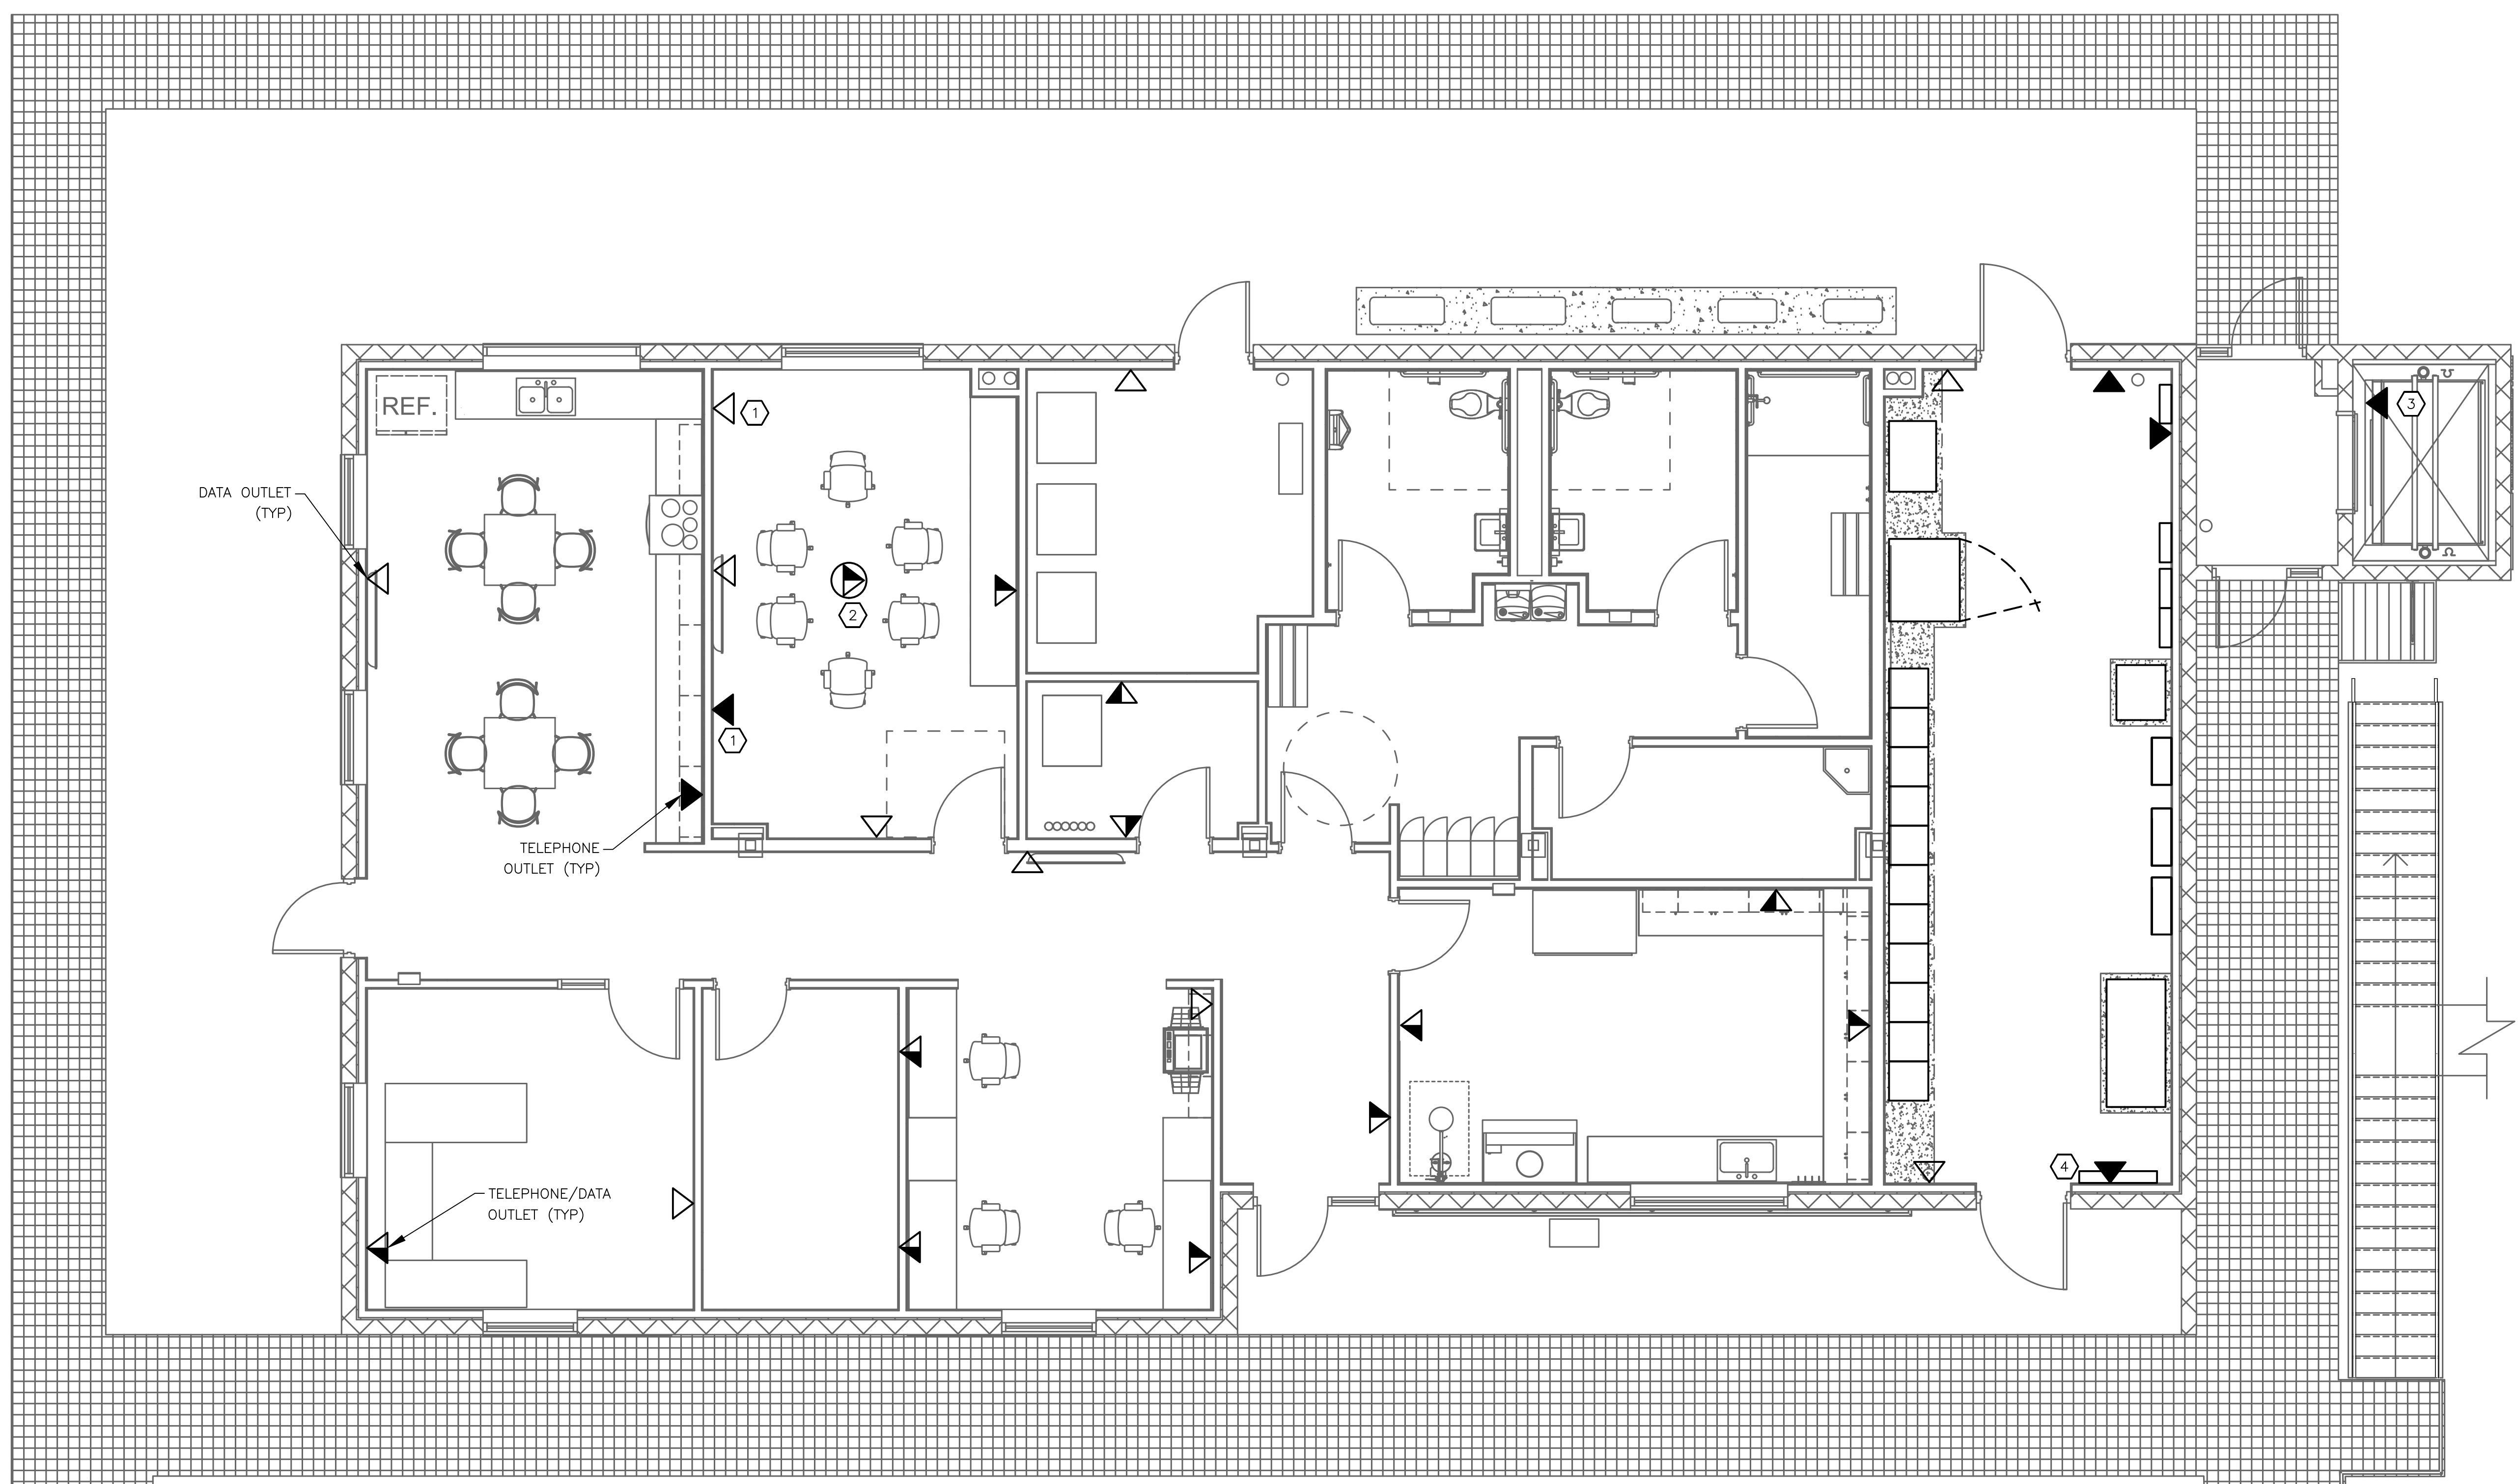 REF.
1
3
DATA OUTLET
(TYP)
2
1
TELEPHONE
OUTLET (TYP)
4
TELEPHONE/DATA
OUTLET (TYP)